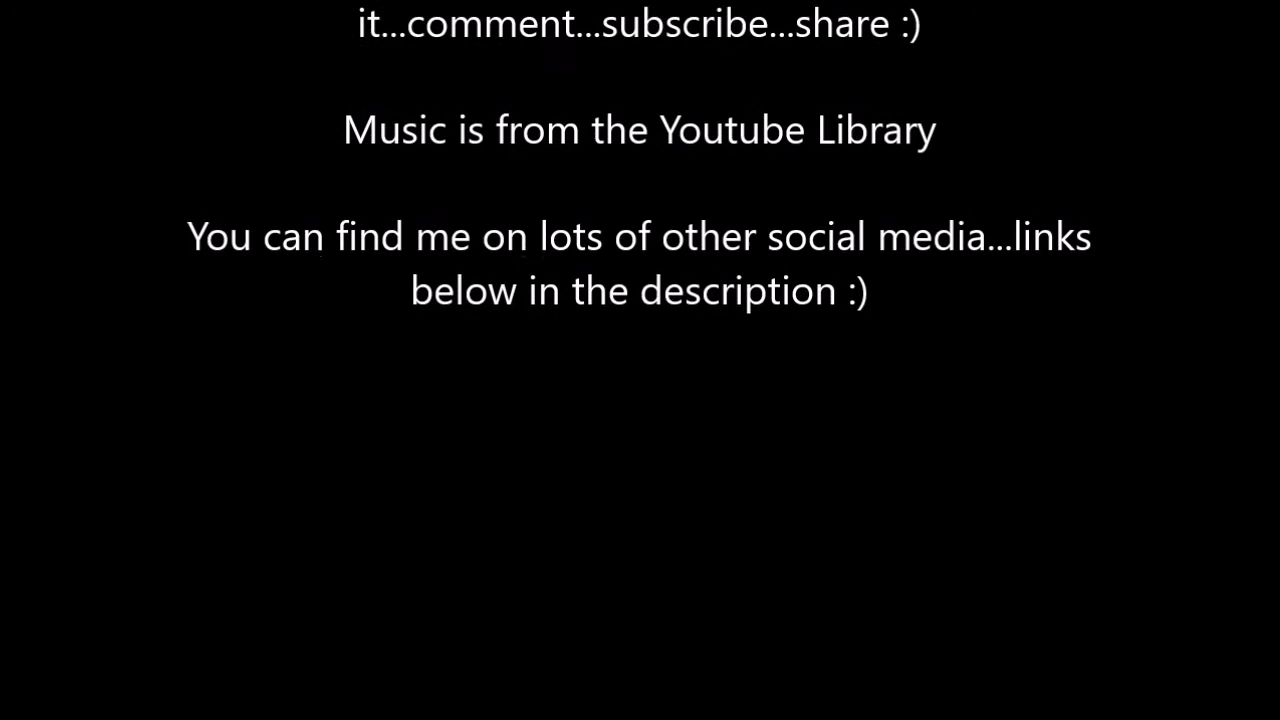 it...comment...subscribe...share :)
Music is from the Youtube Library
You can find me on lots of other social media...links
below in the description :)